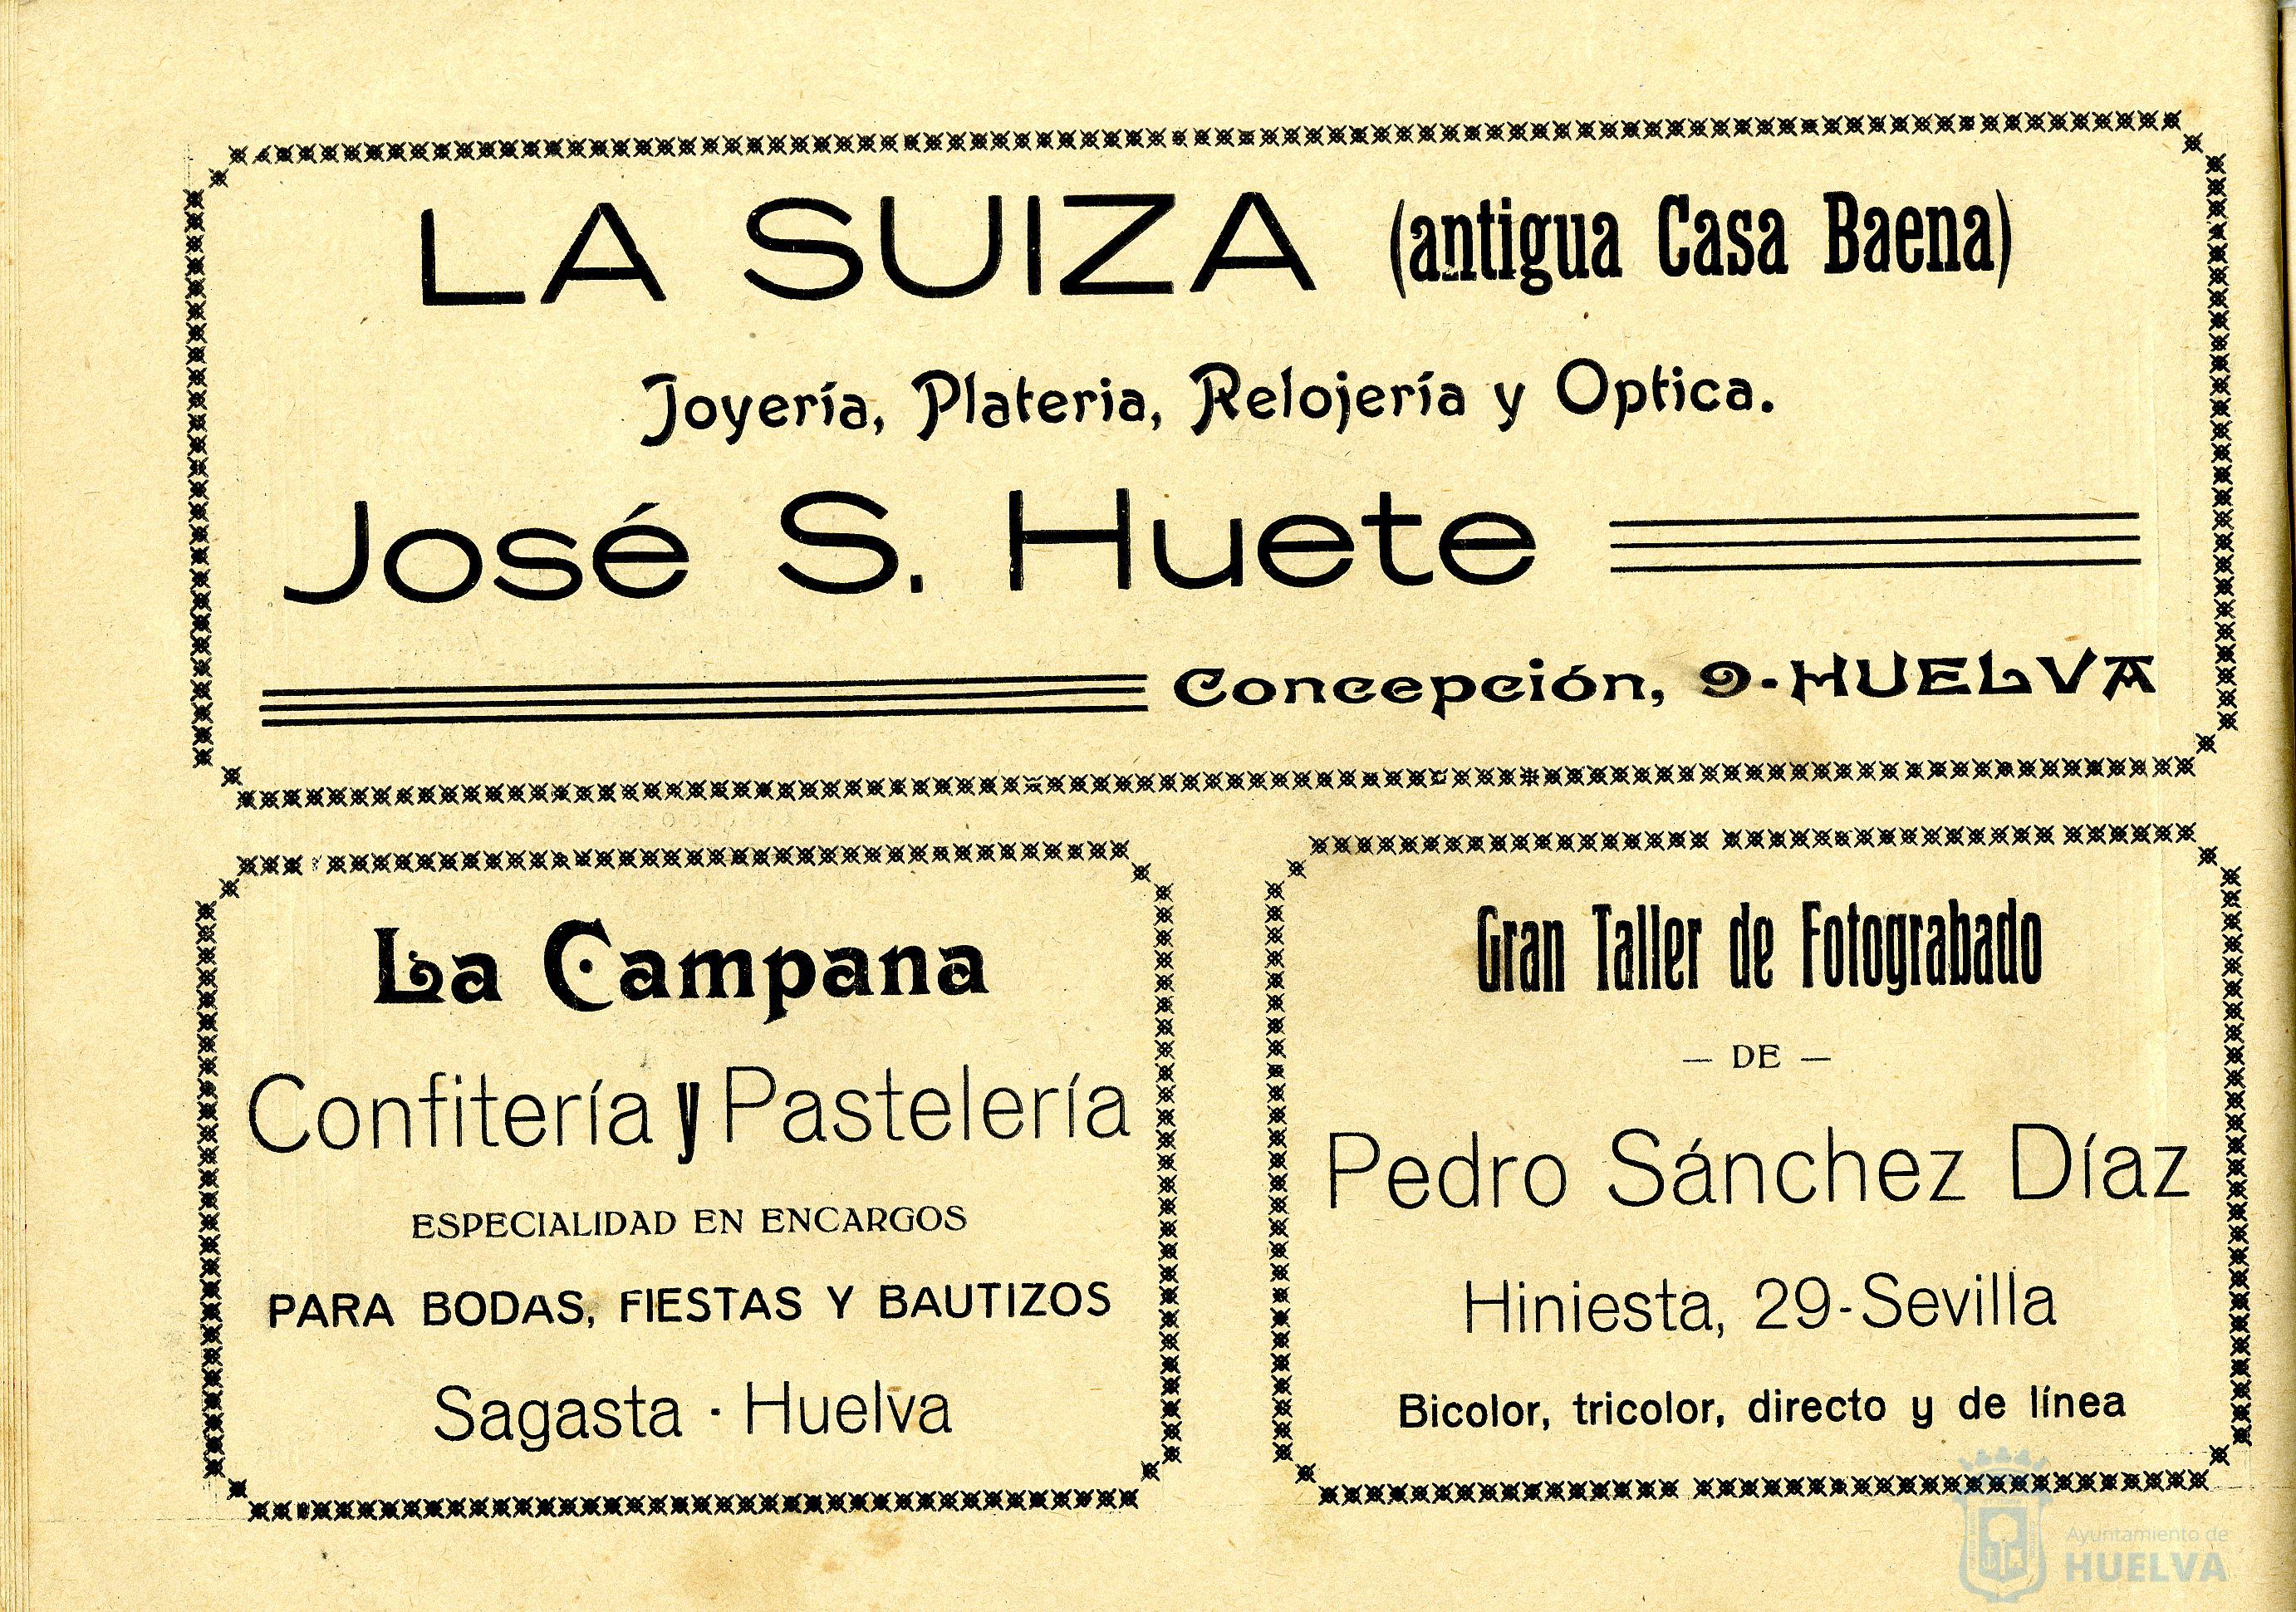 LA SUIZA (antigua Casa Baena)
Joyería, Plateria, Relojería y Optica.
José S. Huete
Concepción, 9-HUELVA
La Campana
Confitería y Pastelería
ESPECIALIDAD EN ENCARGOS
PARA BODAS, FIESTAS Y BAUTIZOS
Sagasta · Huelva
Gran Taller de Fotograbado
— DE —
Pedro Sánchez Díaz
Hiniesta, 29-Sevilla
Bicolor, tricolor, directo y de línea
Ayuntamiento de
HUELVA